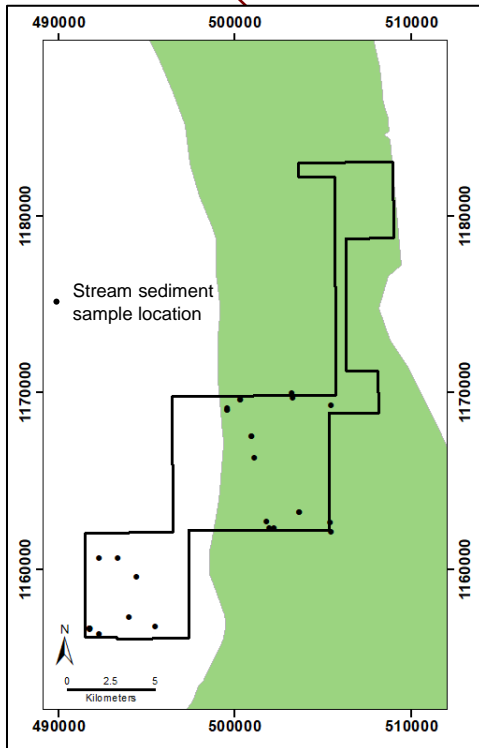 490000 500000 510000
1180000 1180000
Stream sediment
sample location
1170000 1170000
1160000 1160000
N
0 2.5 5
Kilometers
490000 500000 510000